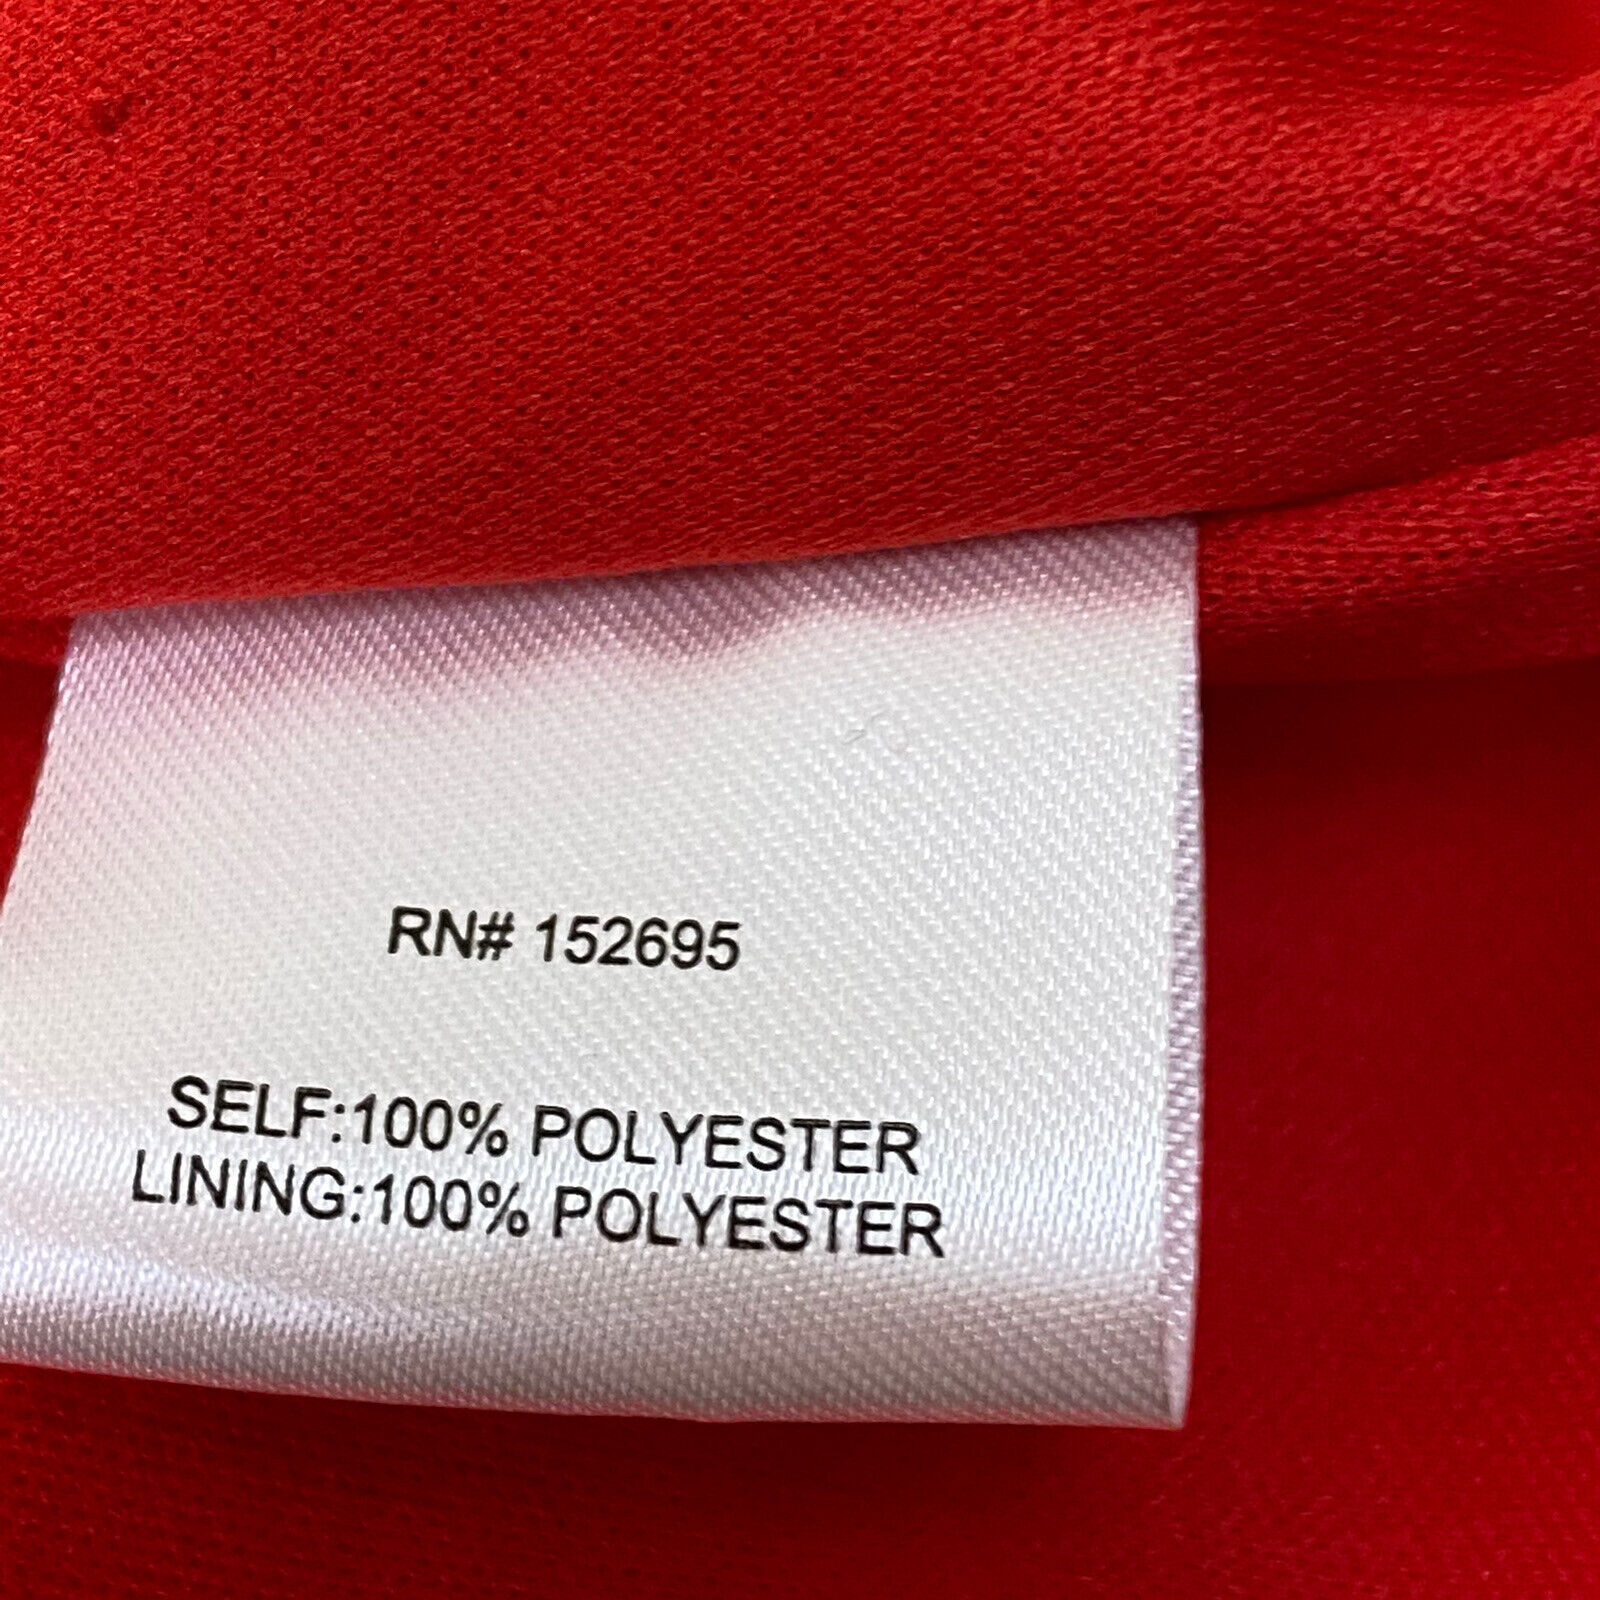 RN# 152695
SELF:100% POLYESTER
LINING:100% POLYESTER